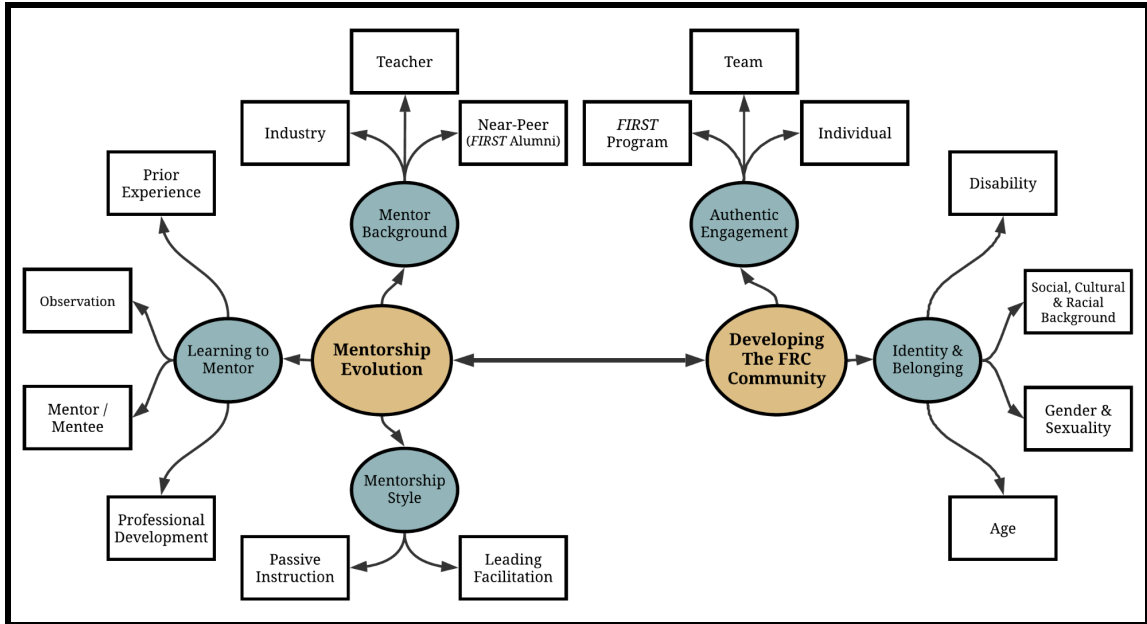 Teacher
Team
Industry
Near-Peer
(FIRST Alumni)
FIRST
Program
Individual
Prior
Experience
Disability
Mentor
Background
Authentic
Engagement
Observation
Social, Cultural
& Racial
Background
Learning to
Mentor
Mentorship
Evolution
Developing
The FRC
Community
Identity &
Belonging
Mentor /
Mentee
Gender &
Sexuality
Mentorship
Style
Professional
Development
Age
Passive
Instruction
Leading
Facilitation